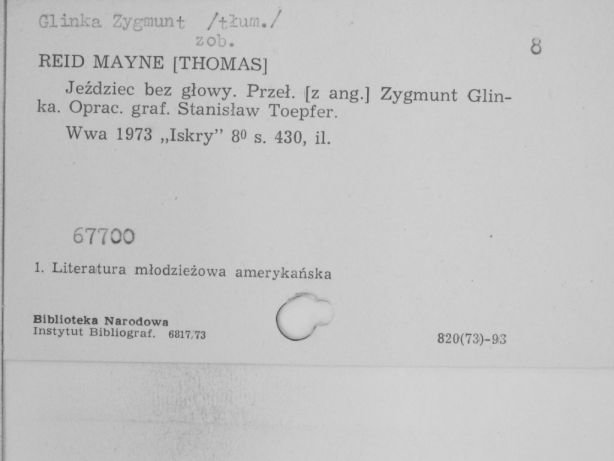 Glinka Zygmunt /tłum./
zob.
8
REID MAYNE [THOMAS]
Jeździec bez głowy. Przeł. [z ang.] Zygmunt Glin-
ka. Oprac. graf. Stanisław Toepfer.
Wwa 1973 „Iskry” 8⁰ s. 430, il.
67700
1. Literatura młodzieżowa amerykańska
Biblioteka Narodowa
Instytut Bibliograf. 6817/73
820(73)-93